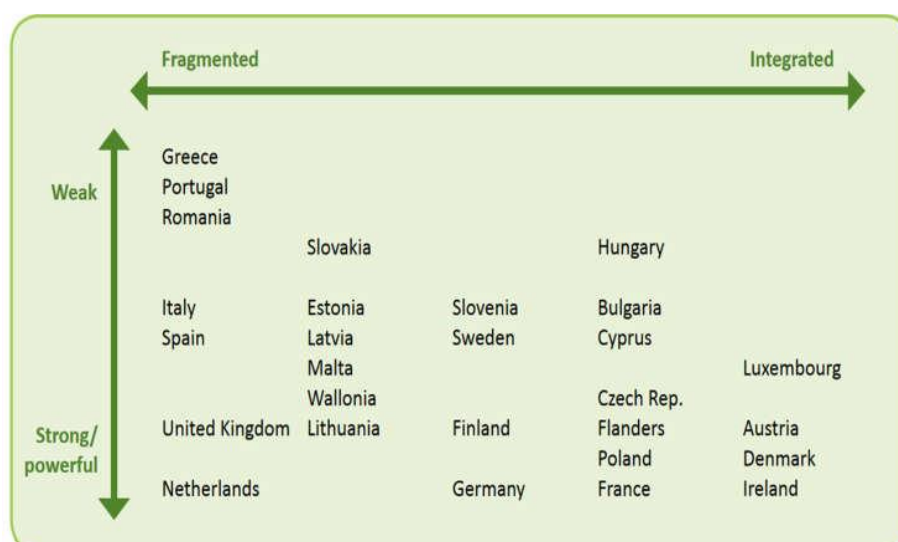 Fragmented Integrated
Greece
Weak Portugal
Romania
Slovakia Hungary
Italy Estonia Slovenia Bulgaria
Spain Latvia Sweden Cyprus
Malta Luxembourg
Wallonia Czech Rep.
Strong/ United Kingdom Lithuania Finland Flanders Austria
powerful Poland Denmark
Netherlands Germany France Ireland